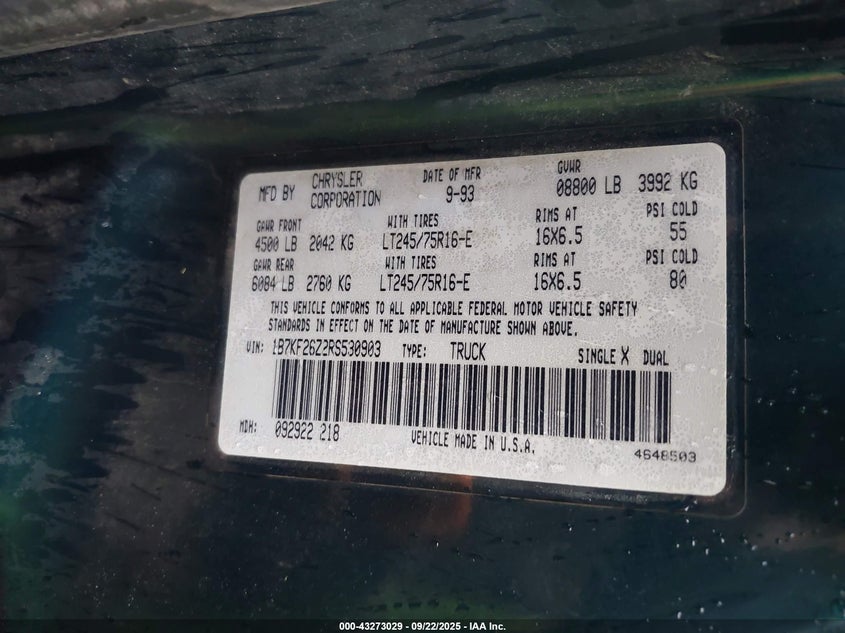 MFD BY CHRYSLER CORPORATION DATE OF MFR 9-93 GVWR 08800 LB 3992 KG
GAWR FRONT WITH TIRES RIMS AT PSI COLD
4500 LB 2042 KG LT245/75R16-E 16X6.5 55
GAWR REAR WITH TIRES RIMS AT PSI COLD
6084 LB 2760 KG LT245/75R16-E 16X6.5 80
THIS VEHICLE CONFORMS TO ALL APPLICABLE FEDERAL MOTOR VEHICLE SAFETY
STANDARDS IN EFFECT ON THE DATE OF MANUFACTURE SHOWN ABOVE.
VIN: 1B7KF26Z2RS530903 TYPE: TRUCK SINGLE X DUAL
MDH: 092922 218 VEHICLE MADE IN U.S.A. 4648503
000-43273029 - 09/22/2025 - IAA Inc.